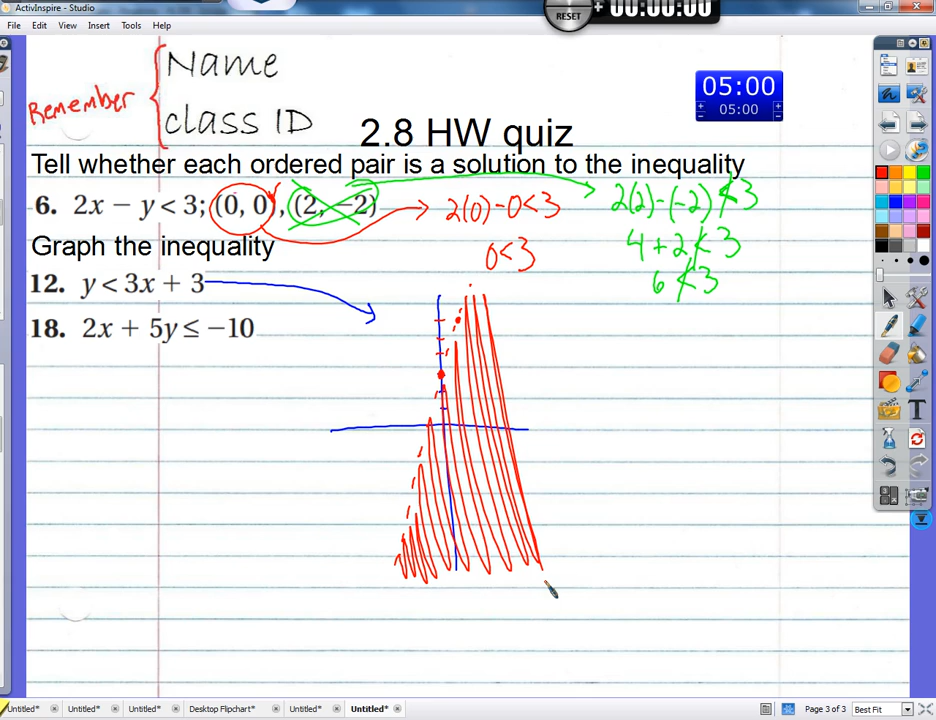 ActivInspire - Studio
File Edit View Insert Tools Help
RESET
00:00:00
Remember
Name
class ID
05:00
05:00
2.8 HW quiz
Tell whether each ordered pair is a solution to the inequality
6. 2x − y < 3; (0, 0), (2, −2)
2(0) - 0 < 3
0 < 3
2(2) - (-2) ≮ 3
4 + 2 ≮ 3
6 ≮ 3
Graph the inequality
12. y < 3x + 3
18. 2x + 5y ≤ −10
Untitled* Untitled* Untitled* Desktop Flipchart* Untitled* Untitled*
Page 3 of 3
Best Fit